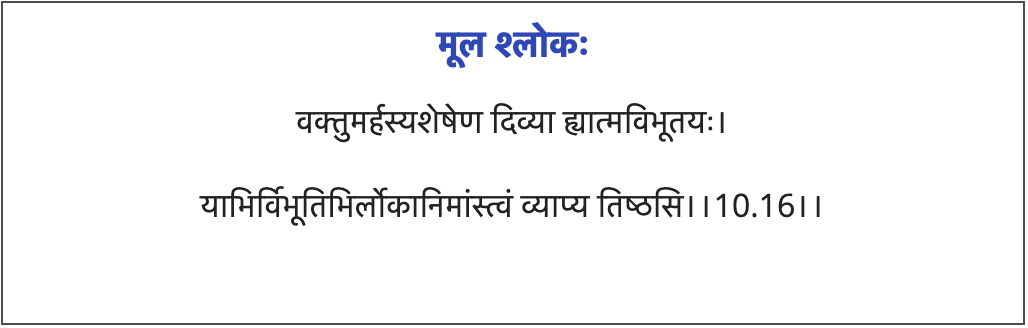 मूल श्लोकः
वक्तुमर्हस्यशेषेण दिव्या ह्यात्मविभूतयः।
याभिर्विभूतिभिर्लोकानिमांस्त्वं व्याप्य तिष्ठसि।।10.16।।